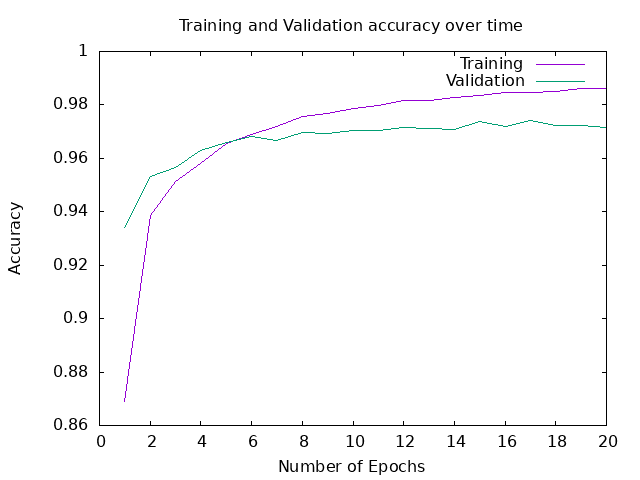 Training and Validation accuracy over time
1
0.98
0.96
0.94
0.92
0.9
0.88
0.86
Accuracy
Training
Validation
0 2 4 6 8 10 12 14 16 18 20
Number of Epochs